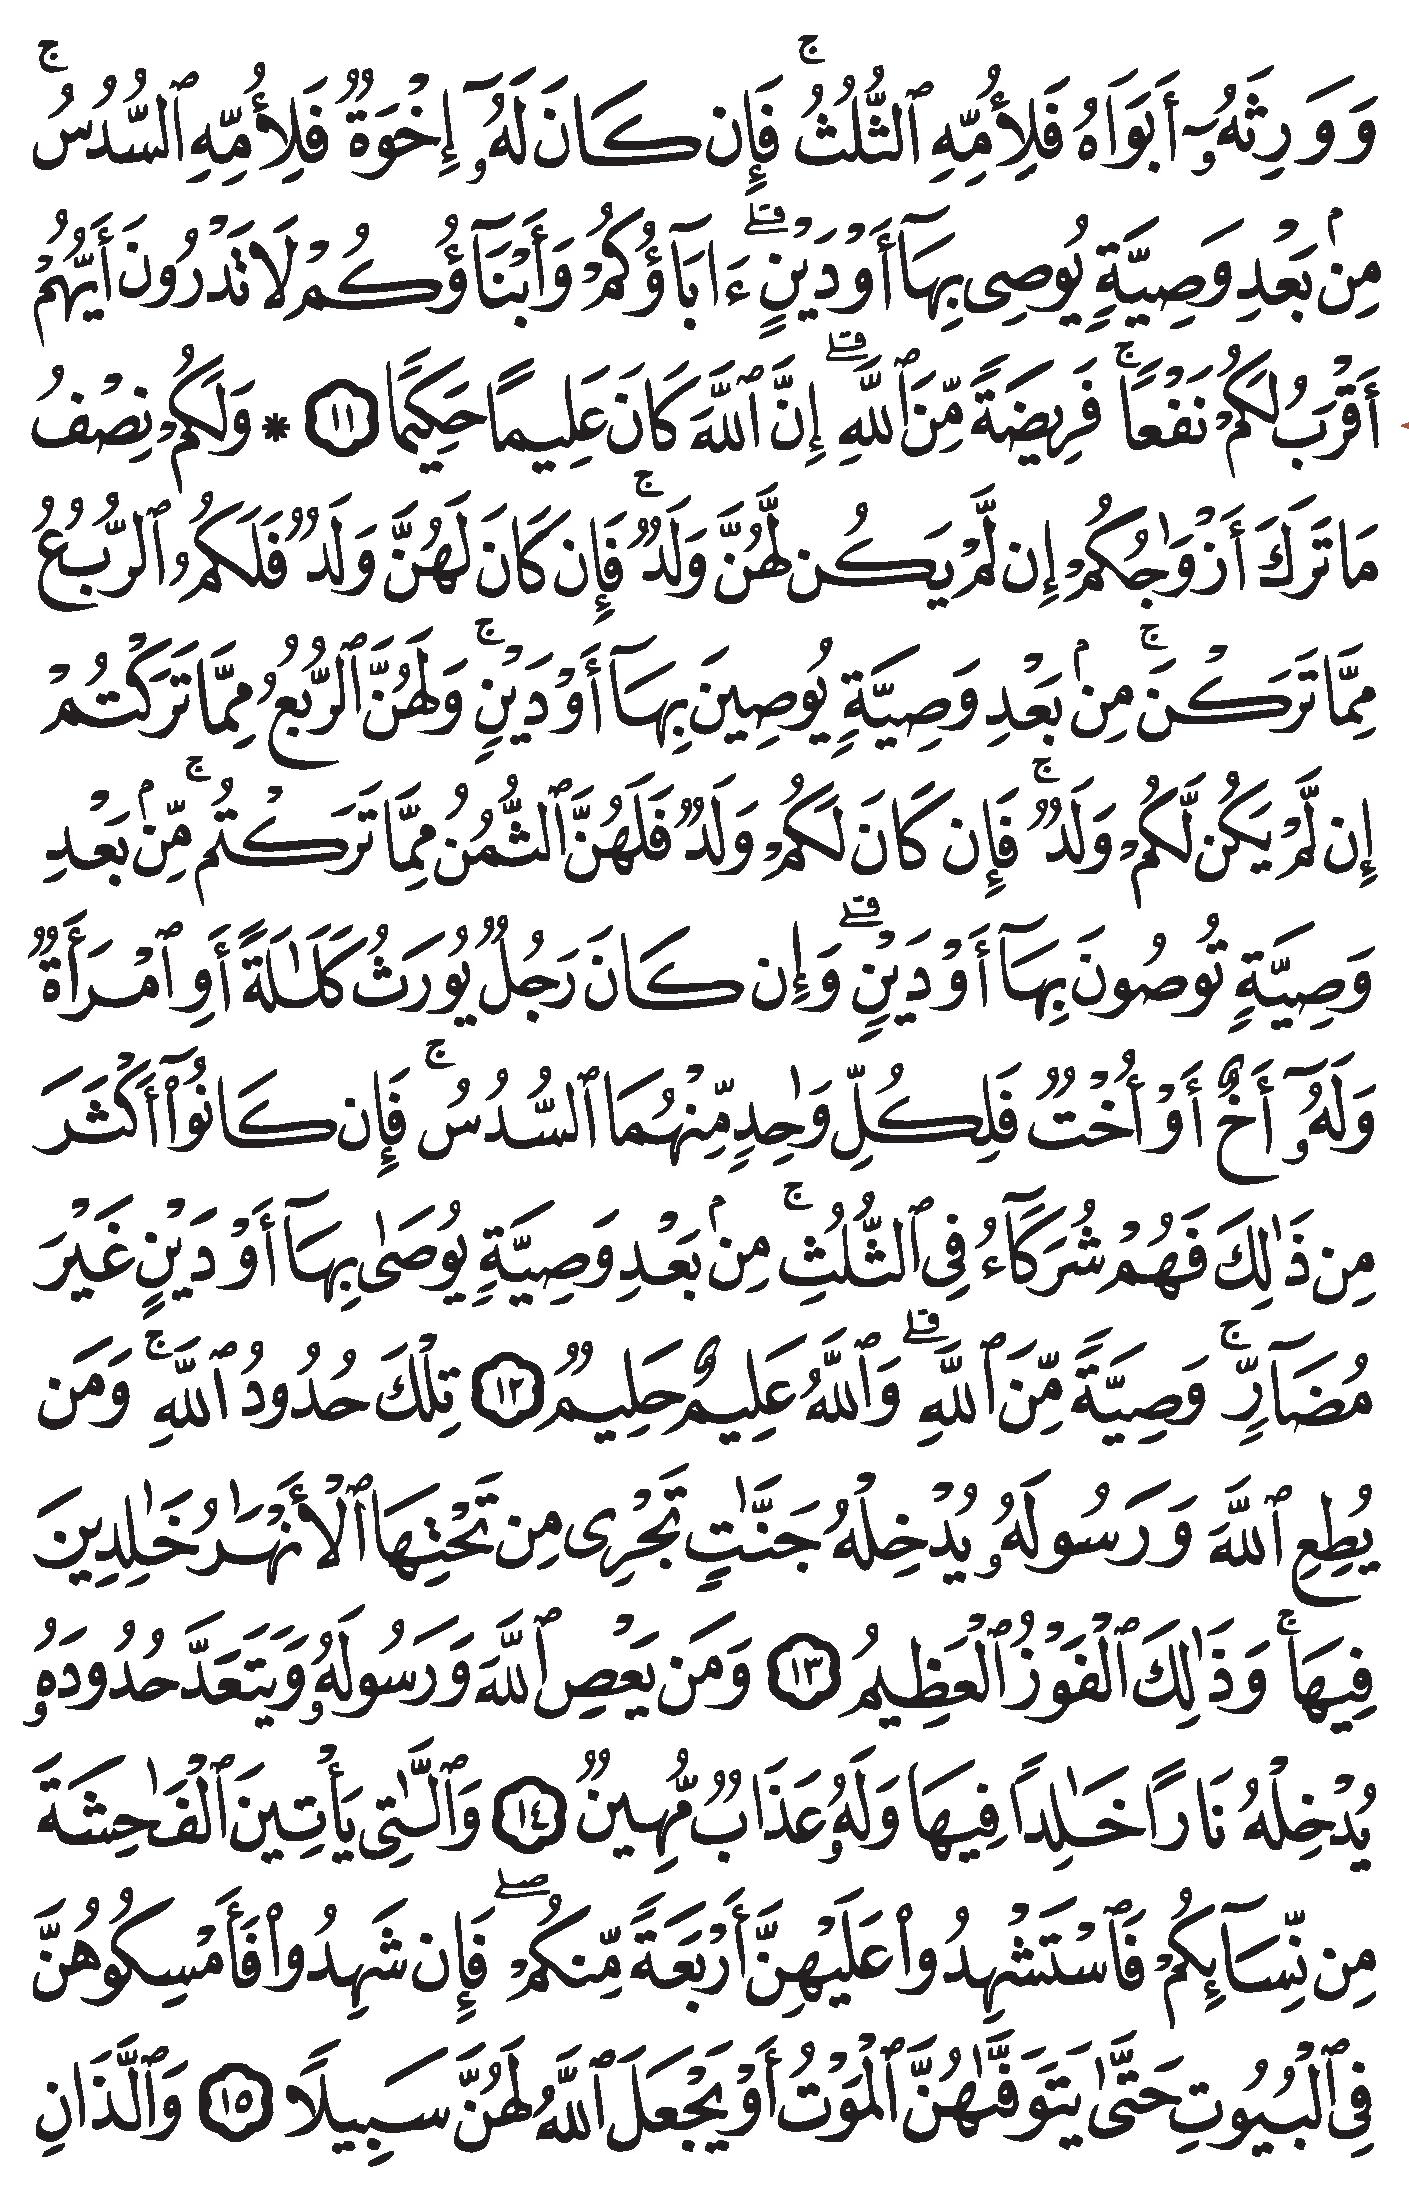 وَوَرِثَهُۥٓ أَبَوَاهُ فَلِأُمِّهِ ٱلثُّلُثُ ۚ فَإِن كَانَ لَهُۥٓ إِخْوَةٌ فَلِأُمِّهِ ٱلسُّدُسُ ۚ
مِنۢ بَعْدِ وَصِيَّةٍ يُوصِى بِهَآ أَوْ دَيْنٍ ۗ ءَابَآؤُكُمْ وَأَبْنَآؤُكُمْ لَا تَدْرُونَ أَيُّهُمْ
أَقْرَبُ لَكُمْ نَفْعًا ۚ فَرِيضَةً مِّنَ ٱللَّهِ ۗ إِنَّ ٱللَّهَ كَانَ عَلِيمًا حَكِيمًا ١١ * وَلَكُمْ نِصْفُ
مَا تَرَكَ أَزْوَٰجُكُمْ إِن لَّمْ يَكُن لَّهُنَّ وَلَدٌ ۚ فَإِن كَانَ لَهُنَّ وَلَدٌ فَلَكُمُ ٱلرُّبُعُ
مِمَّا تَرَكْنَ ۚ مِنۢ بَعْدِ وَصِيَّةٍ يُوصِينَ بِهَآ أَوْ دَيْنٍ ۚ وَلَهُنَّ ٱلرُّبُعُ مِمَّا تَرَكْتُمْ
إِن لَّمْ يَكُن لَّكُمْ وَلَدٌ ۚ فَإِن كَانَ لَكُمْ وَلَدٌ فَلَهُنَّ ٱلثُّمُنُ مِمَّا تَرَكْتُم ۚ مِّنۢ بَعْدِ
وَصِيَّةٍ تُوصُونَ بِهَآ أَوْ دَيْنٍ ۗ وَإِن كَانَ رَجُلٌ يُورَثُ كَلَٰلَةً أَوِ ٱمْرَأَةٌ
وَلَهُۥٓ أَخٌ أَوْ أُخْتٌ فَلِكُلِّ وَٰحِدٍ مِّنْهُمَا ٱلسُّدُسُ ۚ فَإِن كَانُوٓا۟ أَكْثَرَ
مِن ذَٰلِكَ فَهُمْ شُرَكَآءُ فِى ٱلثُّلُثِ ۚ مِنۢ بَعْدِ وَصِيَّةٍ يُوصَىٰ بِهَآ أَوْ دَيْنٍ غَيْرَ
مُضَآرٍّ ۚ وَصِيَّةً مِّنَ ٱللَّهِ ۗ وَٱللَّهُ عَلِيمٌ حَلِيمٌ ١٢ تِلْكَ حُدُودُ ٱللَّهِ ۚ وَمَن
يُطِعِ ٱللَّهَ وَرَسُولَهُۥ يُدْخِلْهُ جَنَّٰتٍ تَجْرِى مِن تَحْتِهَا ٱلْأَنْهَٰرُ خَٰلِدِينَ
فِيهَا ۚ وَذَٰلِكَ ٱلْفَوْزُ ٱلْعَظِيمُ ١٣ وَمَن يَعْصِ ٱللَّهَ وَرَسُولَهُۥ وَيَتَعَدَّ حُدُودَهُۥ
يُدْخِلْهُ نَارًا خَٰلِدًا فِيهَا وَلَهُۥ عَذَابٌ مُّهِينٌ ١٤ وَٱلَّٰتِى يَأْتِينَ ٱلْفَٰحِشَةَ
مِن نِّسَآئِكُمْ فَٱسْتَشْهِدُوا۟ عَلَيْهِنَّ أَرْبَعَةً مِّنكُمْ ۖ فَإِن شَهِدُوا۟ فَأَمْسِكُوهُنَّ
فِى ٱلْبُيُوتِ حَتَّىٰ يَتَوَفَّىٰهُنَّ ٱلْمَوْتُ أَوْ يَجْعَلَ ٱللَّهُ لَهُنَّ سَبِيلًا ١٥ وَٱلَّذَانِ